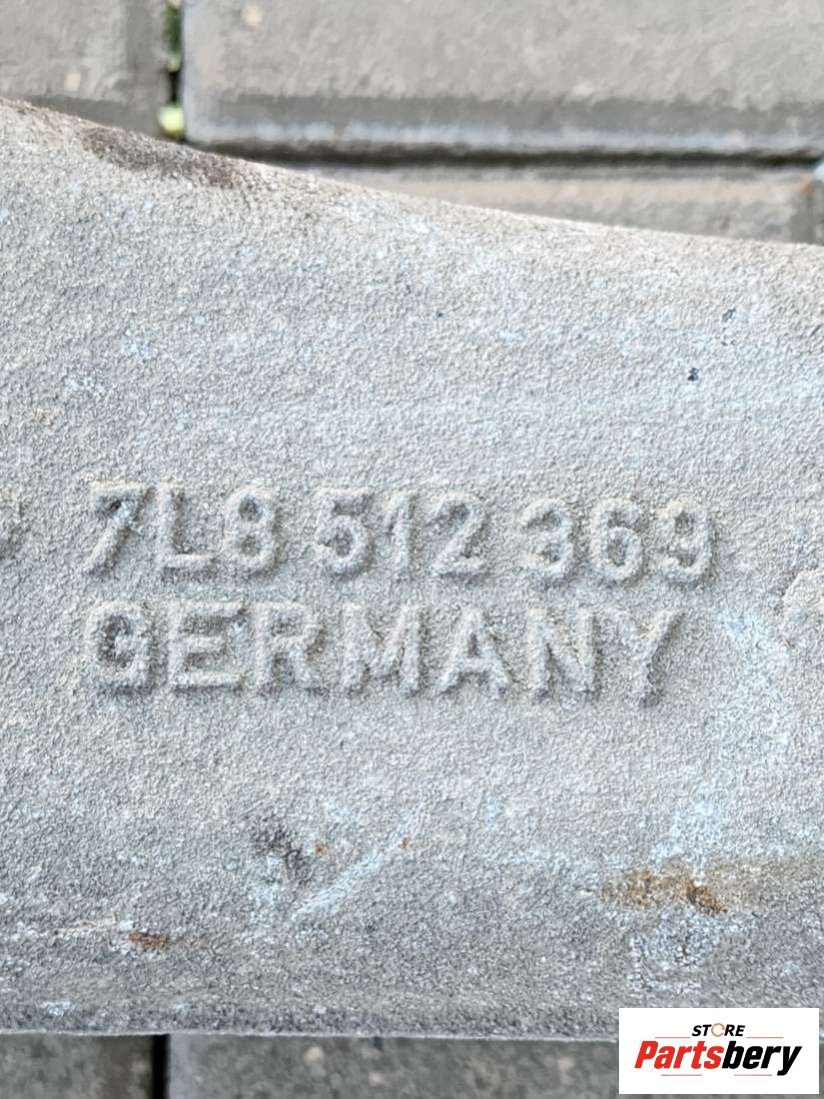 7L8 512 369
GERMANY
STORE
Partsbery